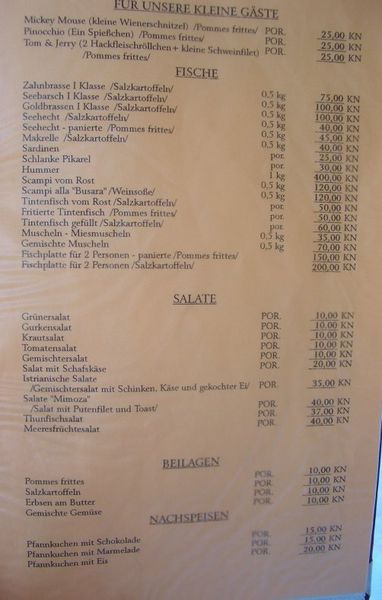 FÜR UNSERE KLEINE GÄSTE
Mickey Mouse (kleine Wienerschnitzel) /Pommes frittes/ POR. 25,00 KN
Pinocchio (Ein Spießchen) /Pommes frittes/ POR. 25,00 KN
Tom & Jerry (2 Hackfleischröllchen + kleine Schweinfilet) POR. 25,00 KN
/Pommes frittes/
FISCHE
Zahnbrasse I Klasse /Salzkartoffeln/ 0,5 kg 75,00 KN
Seebarsch I Klasse /Salzkartoffeln/ 0,5 kg 100,00 KN
Goldbrassen I Klasse /Salzkartoffeln/ 0,5 kg 100,00 KN
Seehecht /Salzkartoffeln/ 0,5 kg 40,00 KN
Seehecht - panierte /Pommes frittes/ 0,5 kg 45,00 KN
Makrelle /Salzkartoffeln/ 0,5 kg 40,00 KN
Sardinen por. 25,00 KN
Schlanke Pikarel por. 30,00 KN
Hummer 1 kg 400,00 KN
Scampi vom Rost 0,5 kg 120,00 KN
Scampi alla "Busara" /Weinsoße/ 0,5 kg 120,00 KN
Tintenfisch vom Rost /Salzkartoffeln/ por. 50,00 KN
Fritierte Tintenfisch /Pommes frittes/ por. 50,00 KN
Tintenfisch gefüllt /Salzkartoffeln/ por. 60,00 KN
Muscheln - Miesmuscheln 0,5 kg 35,00 KN
Gemischte Muscheln 0,5 kg 70,00 KN
Fischplatte für 2 Personen - panierte /Pommes frittes/ 150,00 KN
Fischplatte für 2 Personen /Salzkartoffeln/ 200,00 KN
SALATE
Grünersalat POR. 10,00 KN
Gurkensalat POR. 10,00 KN
Krautsalat POR. 10,00 KN
Tomatensalat POR. 10,00 KN
Gemischtersalat POR. 10,00 KN
Salat mit Schafskäse POR. 20,00 KN
Istrianische Salate
/Gemischtersalat mit Schinken, Käse und gekochter Ei/ POR. 35,00 KN
Salate "Mimoza" POR. 40,00 KN
/Salat mit Putenfilet und Toast/
Thunfischsalat POR. 37,00 KN
Meeresfrüchtesalat POR. 40,00 KN
BEILAGEN
Pommes frittes POR. 10,00 KN
Salzkartoffeln POR. 10,00 KN
Erbsen am Butter POR. 10,00 KN
Gemischte Gemüse POR. 10,00 KN
NACHSPEISEN
Pfannkuchen mit Schokolade POR. 15,00 KN
Pfannkuchen mit Marmelade POR. 15,00 KN
Pfannkuchen mit Eis POR. 20,00 KN